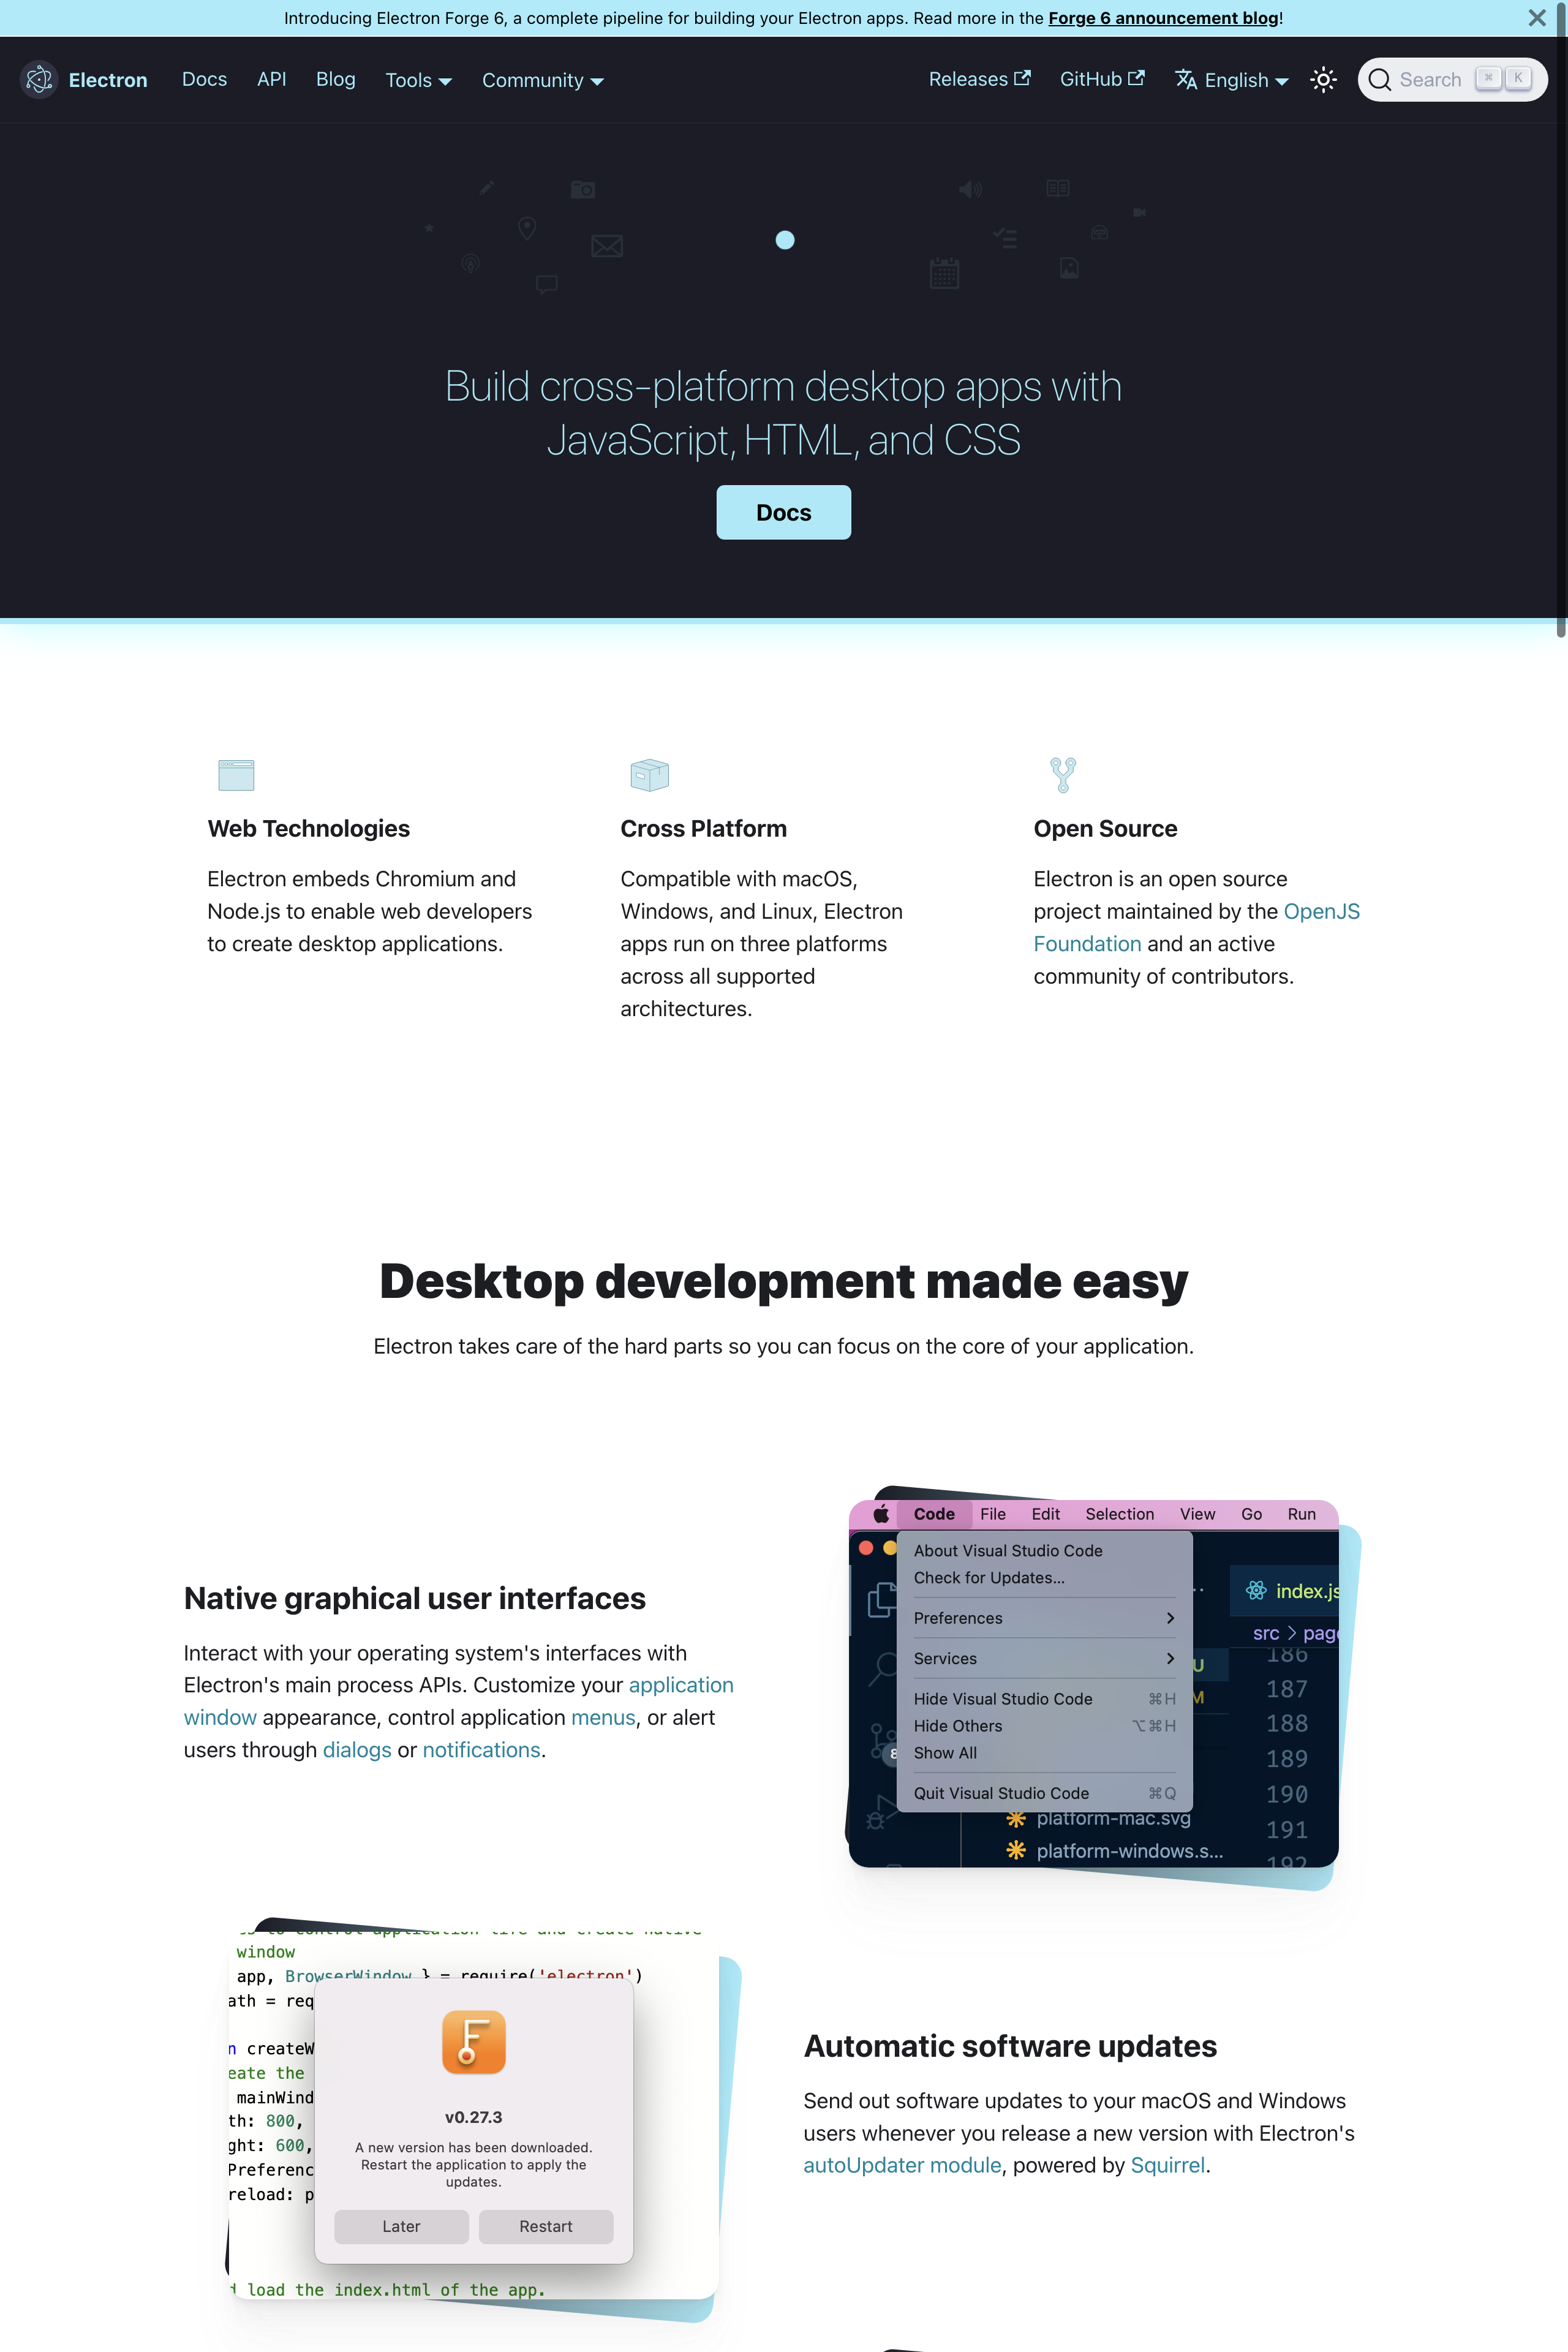 Introducing Electron Forge 6, a complete pipeline for building your Electron apps. Read more in the Forge 6 announcement blog!
Electron Docs API Blog Tools Community Releases GitHub English Search ⌘ K
Build cross-platform desktop apps with
JavaScript, HTML, and CSS
Docs
Web Technologies
Electron embeds Chromium and
Node.js to enable web developers
to create desktop applications.
Cross Platform
Compatible with macOS,
Windows, and Linux, Electron
apps run on three platforms
across all supported
architectures.
Open Source
Electron is an open source
project maintained by the OpenJS
Foundation and an active
community of contributors.
Desktop development made easy
Electron takes care of the hard parts so you can focus on the core of your application.
Native graphical user interfaces
Interact with your operating system's interfaces with
Electron's main process APIs. Customize your application
window appearance, control application menus, or alert
users through dialogs or notifications.
Code File Edit Selection View Go Run
About Visual Studio Code
Check for Updates...
Preferences
Services
Hide Visual Studio Code ⌘H
Hide Others ⌥⌘H
Show All
Quit Visual Studio Code ⌘Q
index.js
src > page
U
M
8
186
187
188
189
190
191
192
platform-mac.svg
platform-windows.s...
to control application life and create native
window
app, BrowserWindow } = require('electron')
ath = req
n createW
eate the
mainWind
th: 800,
ght: 600,
Preferenc
reload: p
load the index.html of the app.
v0.27.3
A new version has been downloaded.
Restart the application to apply the
updates.
Later Restart
Automatic software updates
Send out software updates to your macOS and Windows
users whenever you release a new version with Electron's
autoUpdater module, powered by Squirrel.